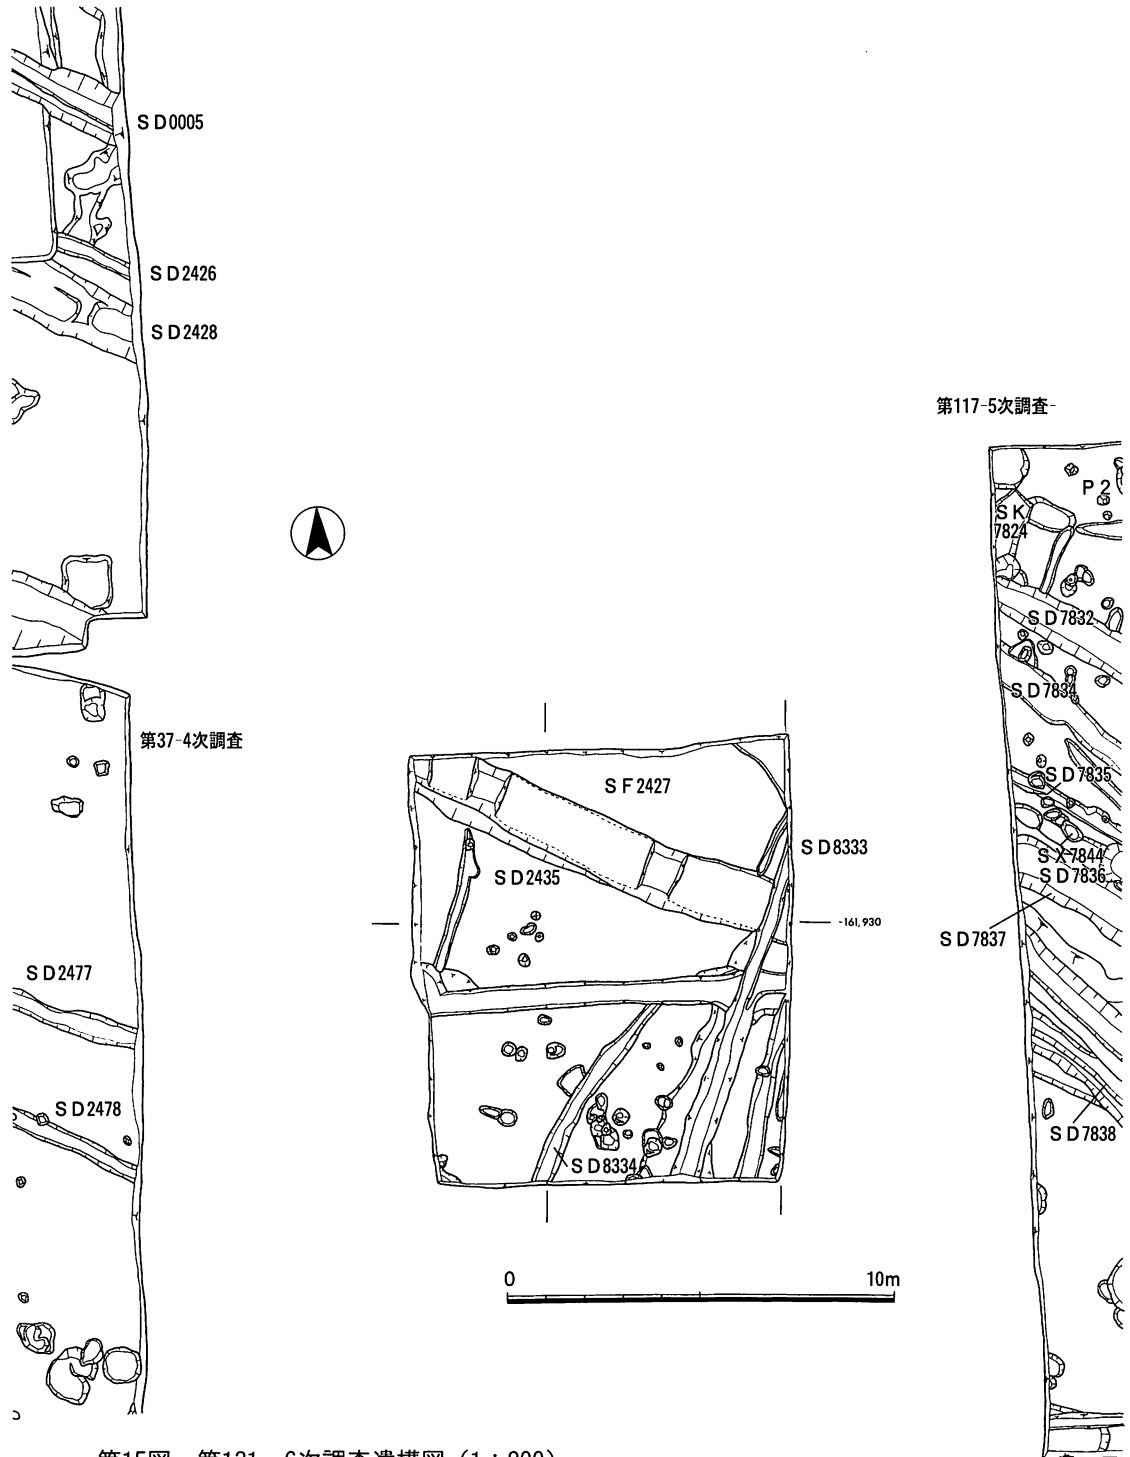 SD0005
SD2426
SD2428
第117-5次調査-
P2
SK
7824
SD7832
SD7834
第37-4次調査
SD7835
SF2427
SD8333
SX7844
SD7836
SD2435
-161,930
SD7837
SD2477
SD2478
SD7838
SD8334
0 10m